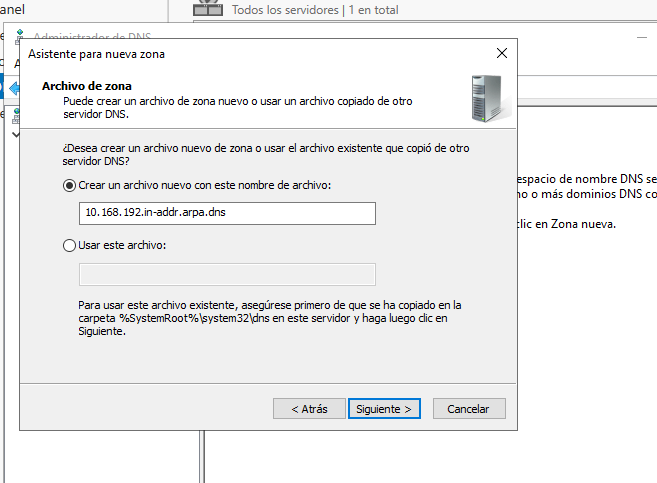 anel
Todos los servidores | 1 en total
Administrador de DNS
Asistente para nueva zona
Archivo de zona
Puede crear un archivo de zona nuevo o usar un archivo copiado de otro
servidor DNS.
¿Desea crear un archivo nuevo de zona o usar el archivo existente que copió de otro
servidor DNS?
Crear un archivo nuevo con este nombre de archivo:
10.168.192.in-addr.arpa.dns
Usar este archivo:
Para usar este archivo existente, asegúrese primero de que se ha copiado en la
carpeta %SystemRoot%\system32\dns en este servidor y haga luego clic en
Siguiente.
< Atrás
Siguiente >
Cancelar
espacio de nombre DNS se
no o más dominios DNS co
clic en Zona nueva.